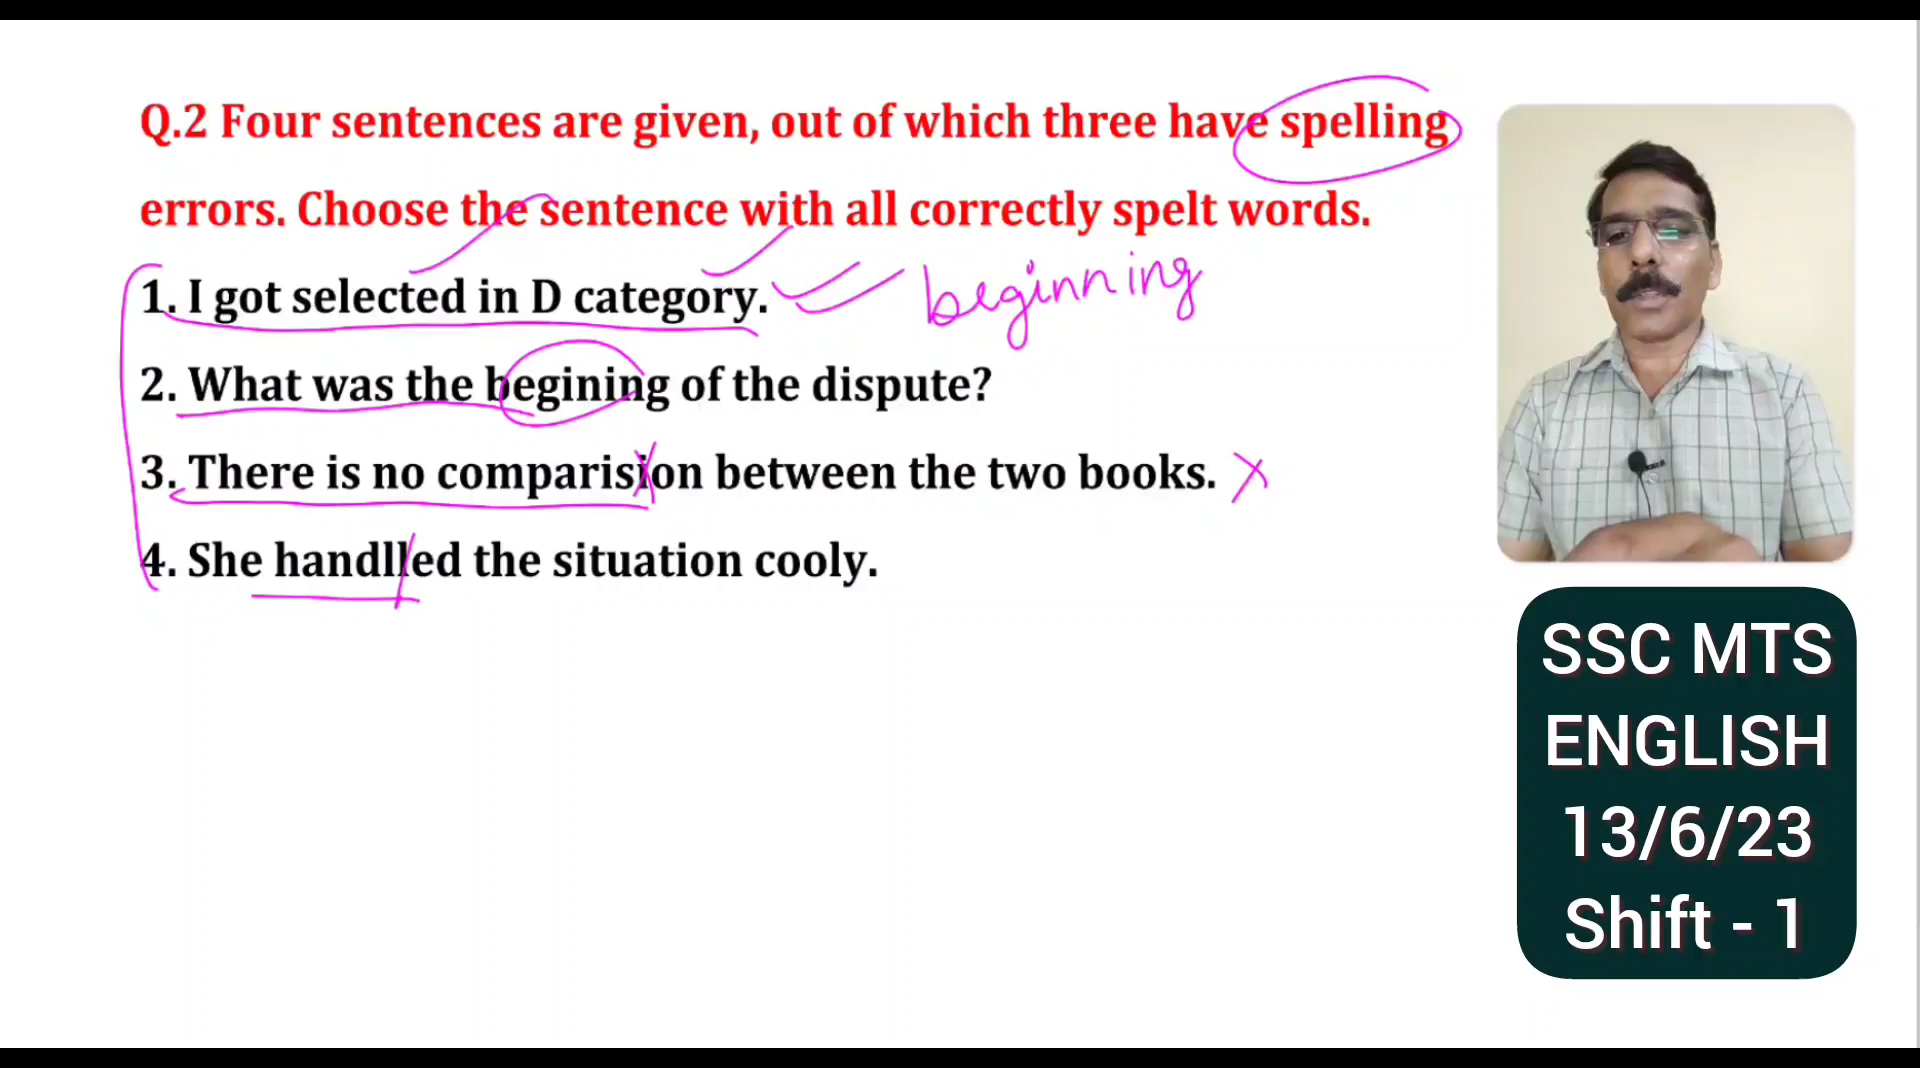 Q.2 Four sentences are given, out of which three have spelling
errors. Choose the sentence with all correctly spelt words.
1. I got selected in D category.
beginning
2. What was the begining of the dispute?
3. There is no comparision between the two books.
4. She handlled the situation cooly.
SSC MTS
ENGLISH
13/6/23
Shift - 1